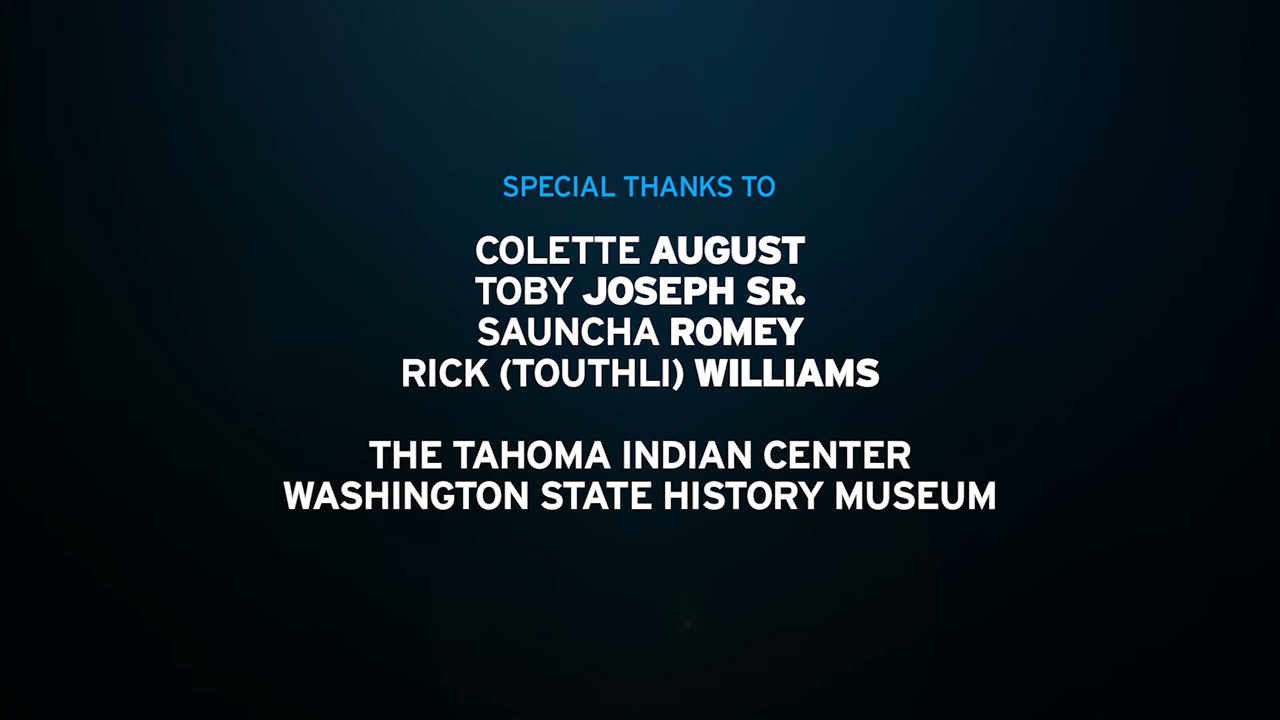 SPECIAL THANKS TO
COLETTE AUGUST
TOBY JOSEPH SR.
SAUNCHA ROMEY
RICK (TOUTHLI) WILLIAMS
THE TAHOMA INDIAN CENTER
WASHINGTON STATE HISTORY MUSEUM